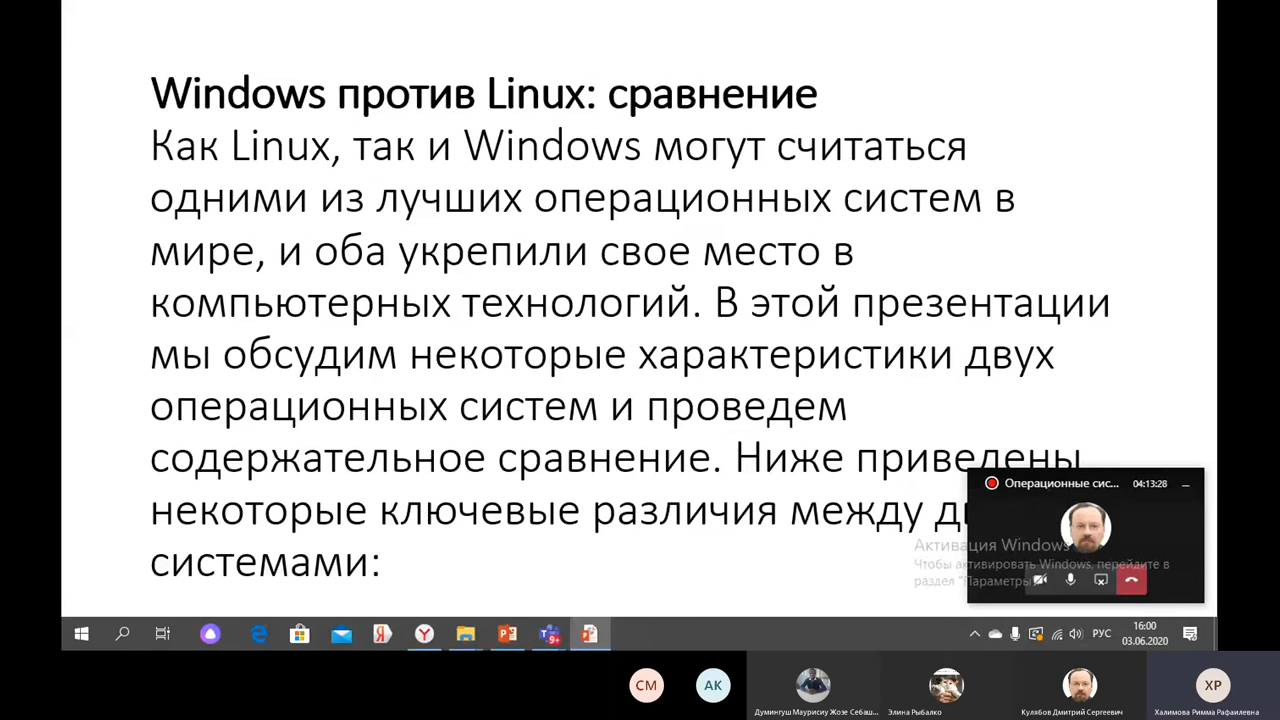 Windows против Linux: сравнение
Как Linux, так и Windows могут считаться
одними из лучших операционных систем в
мире, и оба укрепили свое место в
компьютерных технологий. В этой презентации
мы обсудим некоторые характеристики двух
операционных систем и проведем
содержательное сравнение. Ниже приведены
некоторые ключевые различия между
системами:
Операционные сис... 04:13:28
Активация Windows
Чтобы активировать Windows, перейдите в
раздел "Параметры
РУС
16:00
03.06.2020
9+
СМ
АК
Думингуш Маурисиу Жозе Себаш...
Элина Рыбалко
Кулябов Дмитрий Сергеевич
ХР
Халимова Римма Рафаилевна